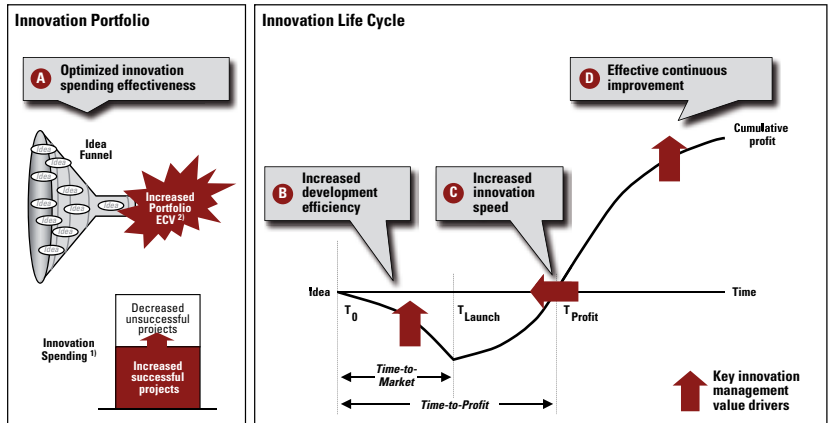 Innovation Portfolio
A
Optimized innovation
spending effectiveness
Idea
Funnel
Idea
Idea
Idea
Idea
Idea
Idea
Idea
Idea
Idea
Idea
Increased
Portfolio
ECV 2)
Decreased
unsuccessful
projects
Innovation
Spending 1)
Increased
successful
projects
Innovation Life Cycle
D
Effective continuous
improvement
Cumulative
profit
B
Increased
development
efficiency
C
Increased
innovation
speed
Idea
Time
T0
TLaunch
TProfit
Time-to-
Market
Time-to-Profit
Key innovation
management
value drivers